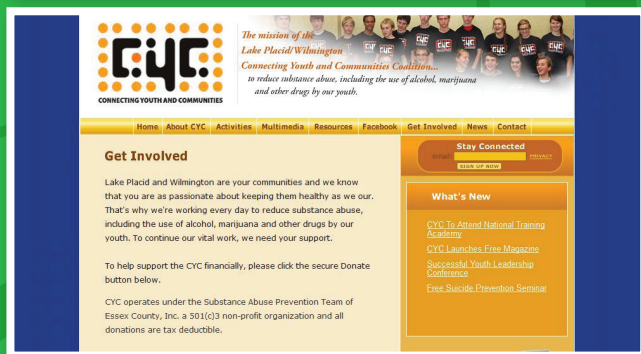 CYC
CONNECTING YOUTH AND COMMUNITIES
The mission of the
Lake Placid/Wilmington
Connecting Youth and Communities Coalition...
to reduce substance abuse, including the use of alcohol, marijuana
and other drugs by our youth.
Home About CYC Activities Multimedia Resources Facebook Get Involved News Contact
Get Involved
Lake Placid and Wilmington are your communities and we know
that you are as passionate about keeping them healthy as we our.
That's why we're working every day to reduce substance abuse,
including the use of alcohol, marijuana and other drugs by our
youth. To continue our vital work, we need your support.
To help support the CYC financially, please click the secure Donate
button below.
CYC operates under the Substance Abuse Prevention Team of
Essex County, Inc. a 501(c)3 non-profit organization and all
donations are tax deductible.
Stay Connected
Email: PRIVACY
SIGN UP NOW
What's New
CYC To Attend National Training
Academy
CYC Launches Free Magazine
Successful Youth Leadership
Conference
Free Suicide Prevention Seminar